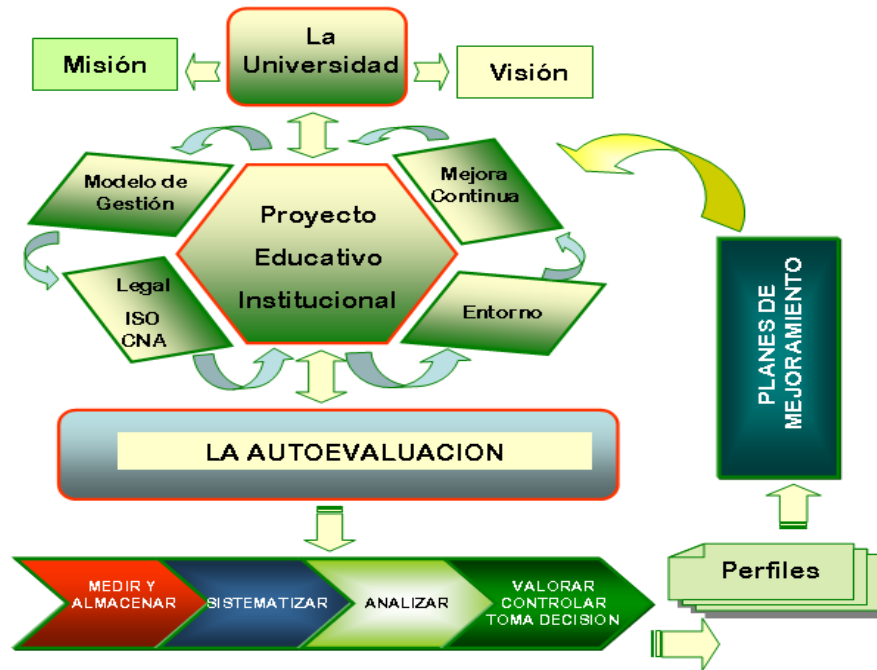 La
Universidad
Misión
Visión
Modelo de
Gestión
Mejora
Continua
Proyecto
Educativo
Institucional
Legal
ISO
CNA
Entorno
PLANES DE
MEJORAMIENTO
LA AUTOEVALUACION
MEDIR Y
ALMACENAR
SISTEMATIZAR
ANALIZAR
VALORAR
CONTROLAR
TOMA DECISION
Perfiles